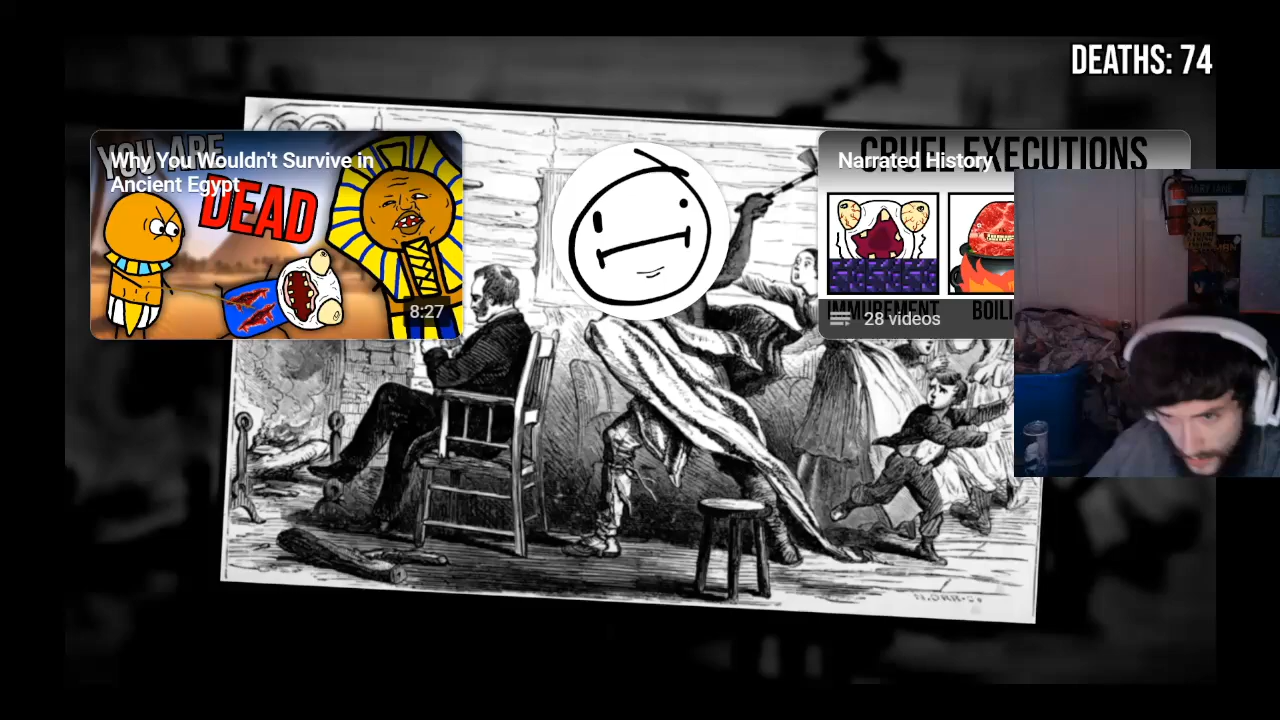 DEATHS: 74
YOU ARE
Why You Wouldn't Survive in
Ancient Egypt
DEAD
8:27
CRUEL EXECUTIONS
Narrated History
IMMUREMENT BOILI
28 videos